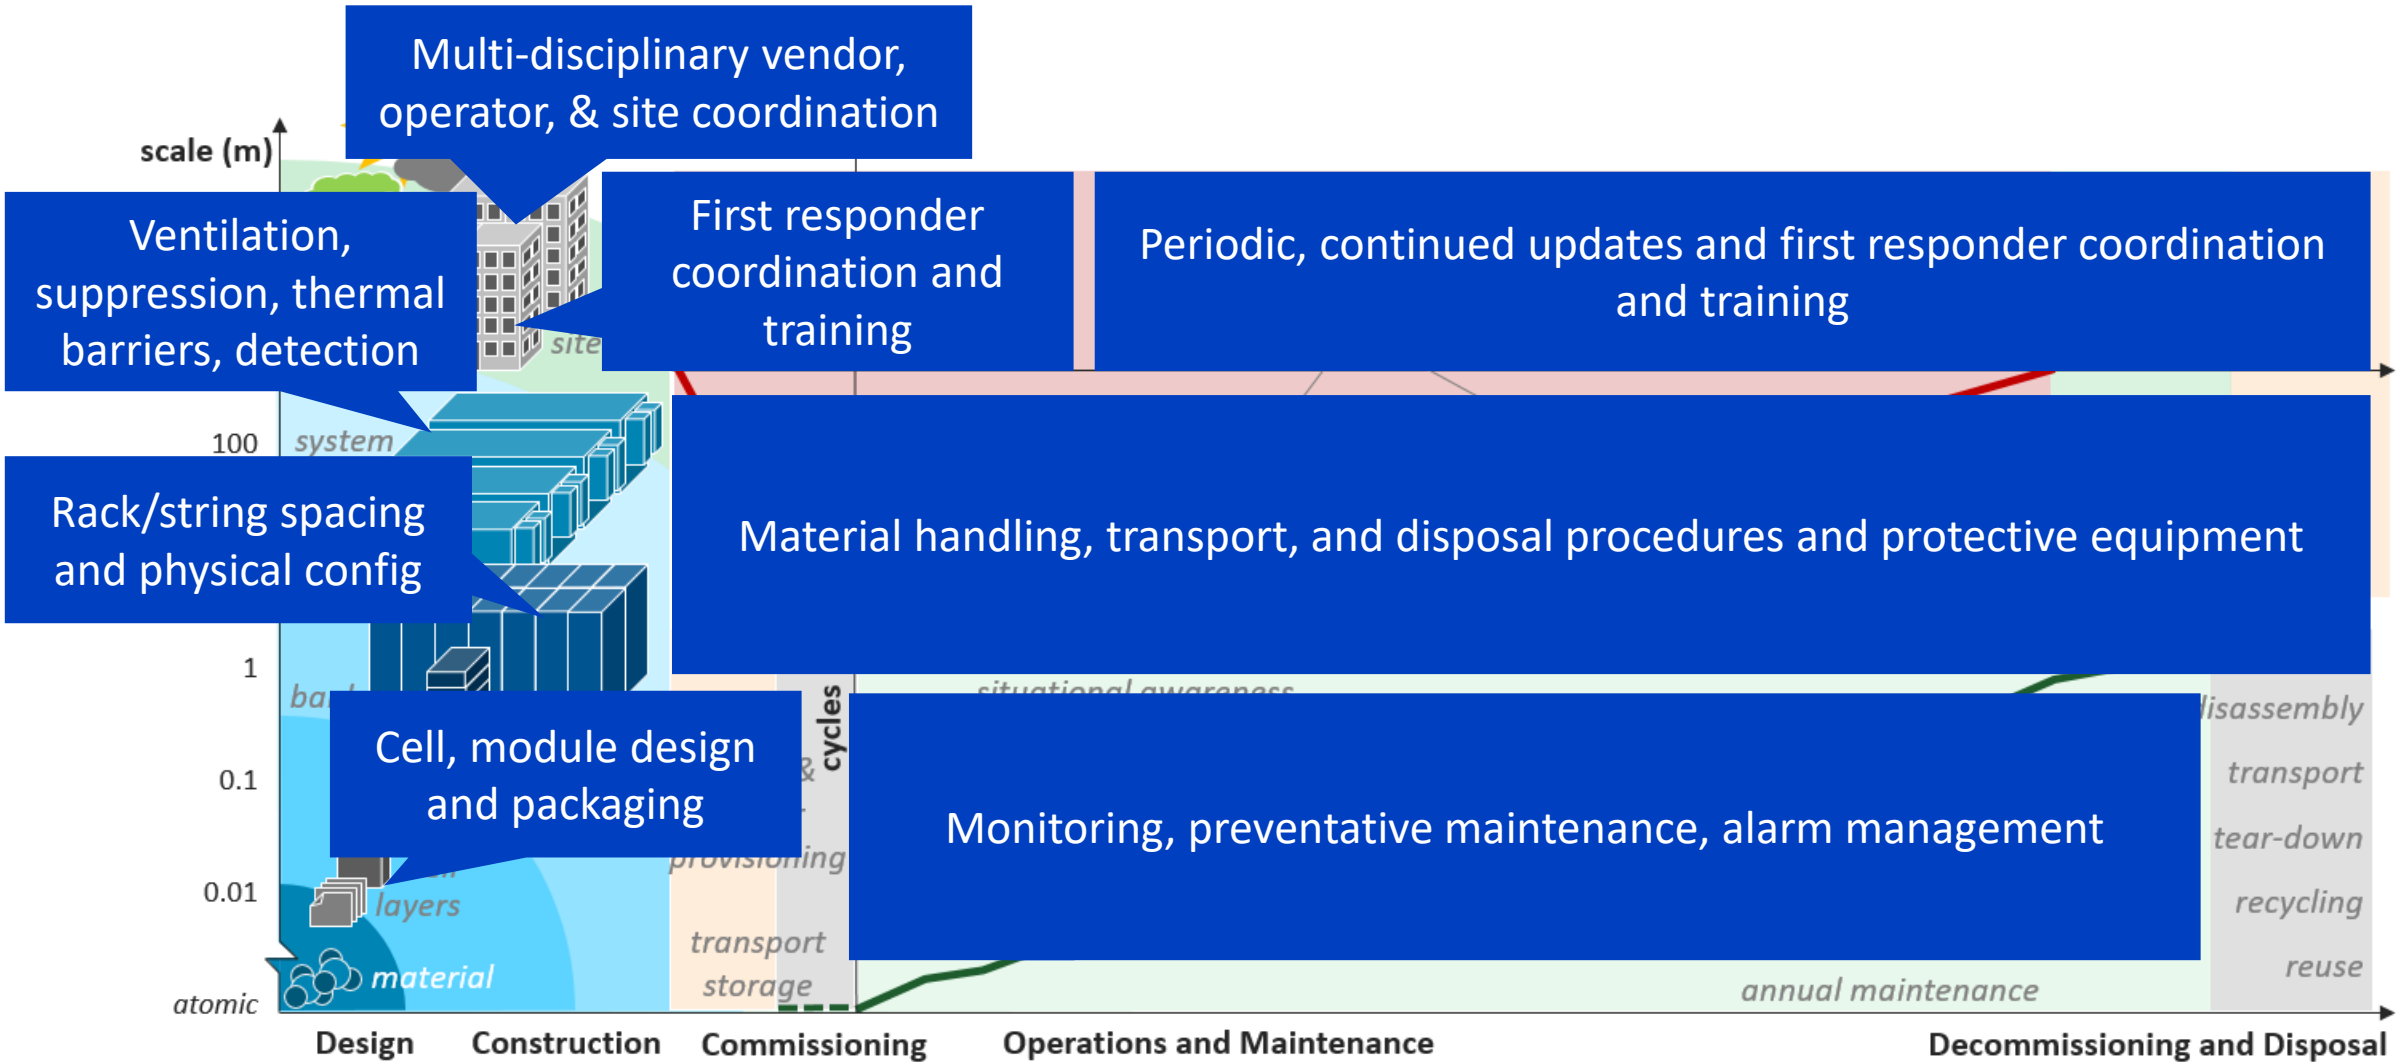 Multi-disciplinary vendor,
operator, & site coordination
scale (m)
Ventilation,
suppression, thermal
barriers, detection
First responder
coordination and
training
Periodic, continued updates and first responder coordination
and training
site
100
system
Rack/string spacing
and physical config
Material handling, transport, and disposal procedures and protective equipment
1
situational awareness
cycles
disassembly
Cell, module design
and packaging
0.1
&
transport
Monitoring, preventative maintenance, alarm management
tear-down
provisioning
0.01
layers
recycling
transport
storage
material
reuse
atomic
annual maintenance
Design
Construction
Commissioning
Operations and Maintenance
Decommissioning and Disposal